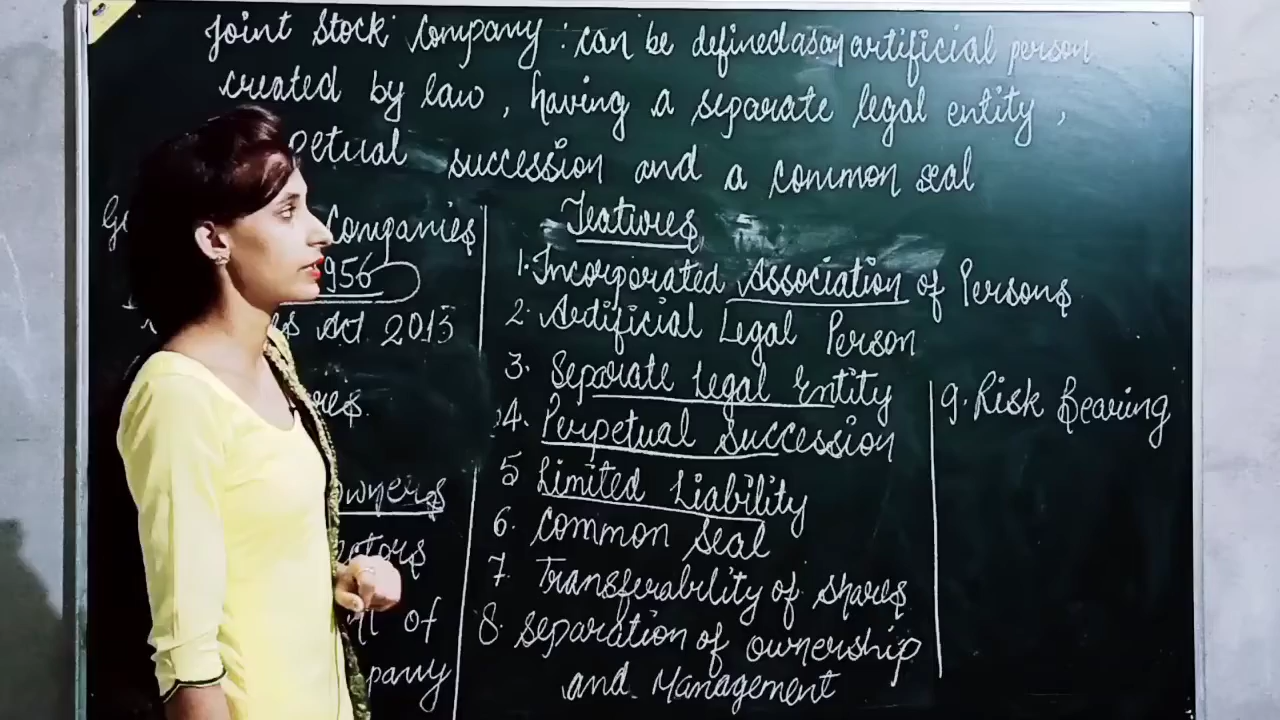 Joint Stock Company : can be defined as an artificial person
created by law, having a separate legal entity,
petual succession and a common seal
Companies
956
Act 2013
res.
owners
of
pany
Features
1. Incorporated Association of Persons
2. Artificial Legal Person
3. Separate Legal Entity
4. Perpetual Succession
5 Limited Liability
6. Common Seal
7. Transferability of Shares
8. Separation of ownership
and Management
9. Risk Bearing